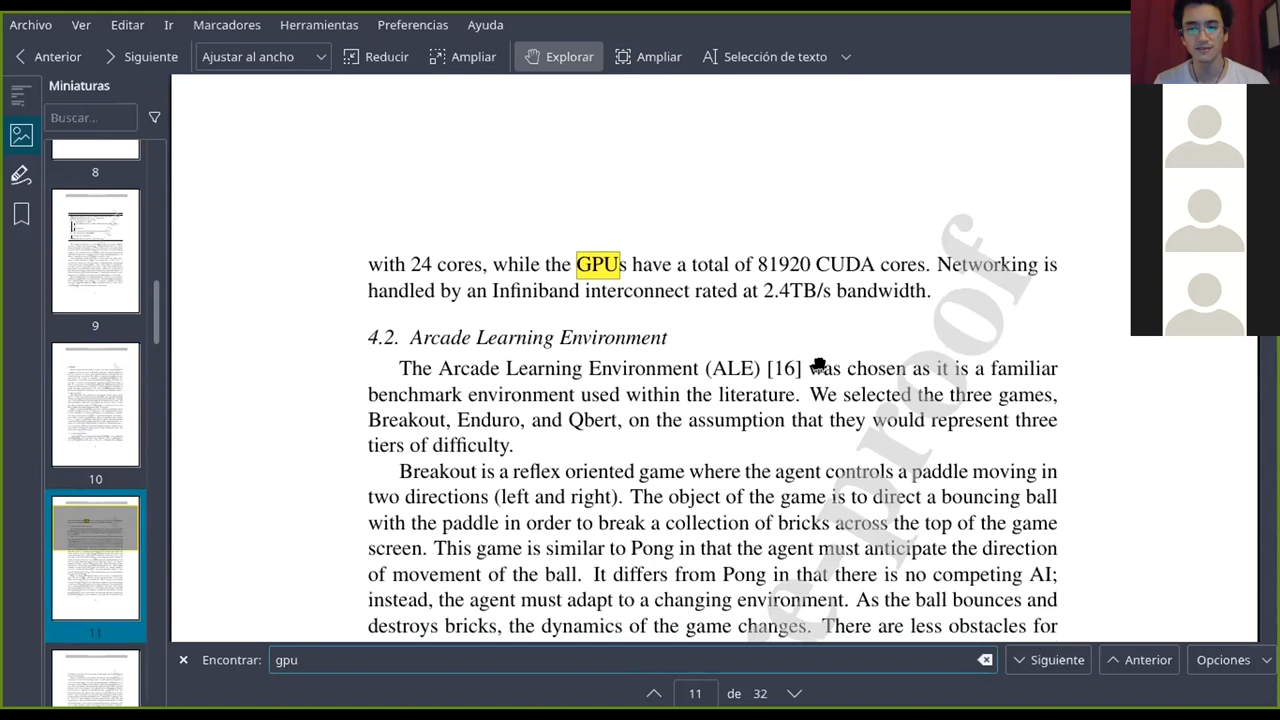 Archivo Ver Editar Ir Marcadores Herramientas Preferencias Ayuda
Anterior Siguiente Ajustar al ancho Reducir Ampliar Explorar Ampliar Selección de texto
Miniaturas
Buscar...
8
9
10
11
with 24 cores, while the GPUs have a total of 81920 CUDA cores. Networking is
handled by an Infiniband interconnect rated at 2.4TB/s bandwidth.
4.2. Arcade Learning Environment
The Arcade Learning Environment (ALE) [16] was chosen as it is a familiar
benchmark environment used within the literature. We selected the three games,
Breakout, Enduro, and Qbert, on the assumption that they would represent three
tiers of difficulty.
Breakout is a reflex oriented game where the agent controls a paddle moving in
two directions (left and right). The object of the game is to direct a bouncing ball
with the paddle in order to break a collection of bricks across the top of the game
screen. This game is similar to Pong in that the agent must anticipate the direction
of movement of the ball. It differs from Pong in that there is no competing AI;
instead, the agent must adapt to a changing environment. As the ball bounces and
destroys bricks, the dynamics of the game changes. There are less obstacles for
Encontrar: gpu Siguiente Anterior Opciones
11 de 32